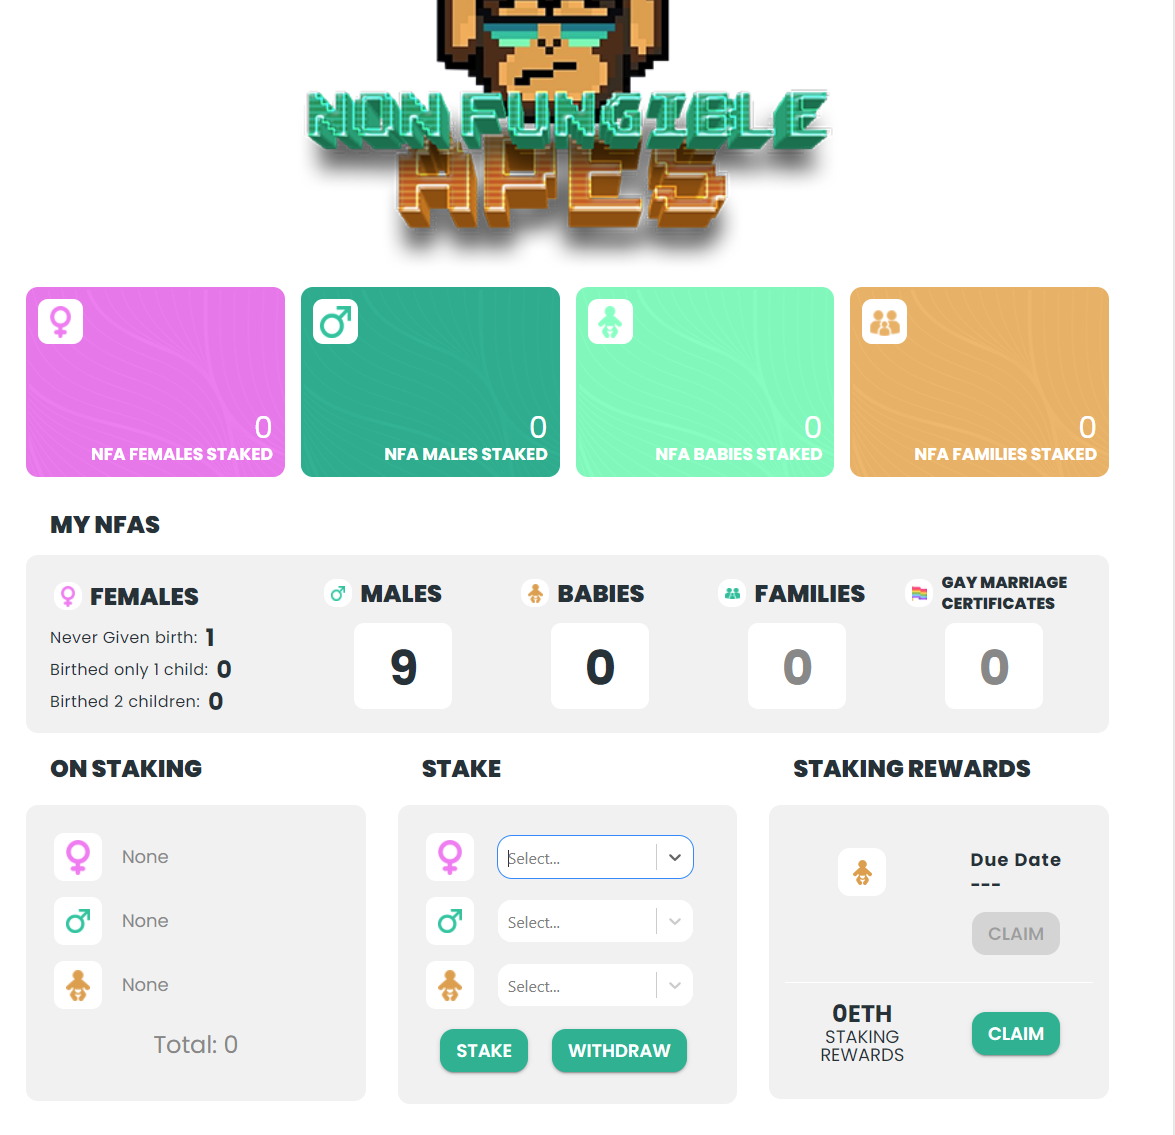 NON FUNGIBLE
APES
0
NFA FEMALES STAKED
0
NFA MALES STAKED
0
NFA BABIES STAKED
0
NFA FAMILIES STAKED
MY NFAS
FEMALES
Never Given birth: 1
Birthed only 1 child: 0
Birthed 2 children: 0
MALES
9
BABIES
0
FAMILIES
0
GAY MARRIAGE
CERTIFICATES
0
ON STAKING
None
None
None
Total: 0
STAKE
Select...
Select...
Select...
STAKE
WITHDRAW
STAKING REWARDS
Due Date
---
CLAIM
0ETH
STAKING
REWARDS
CLAIM